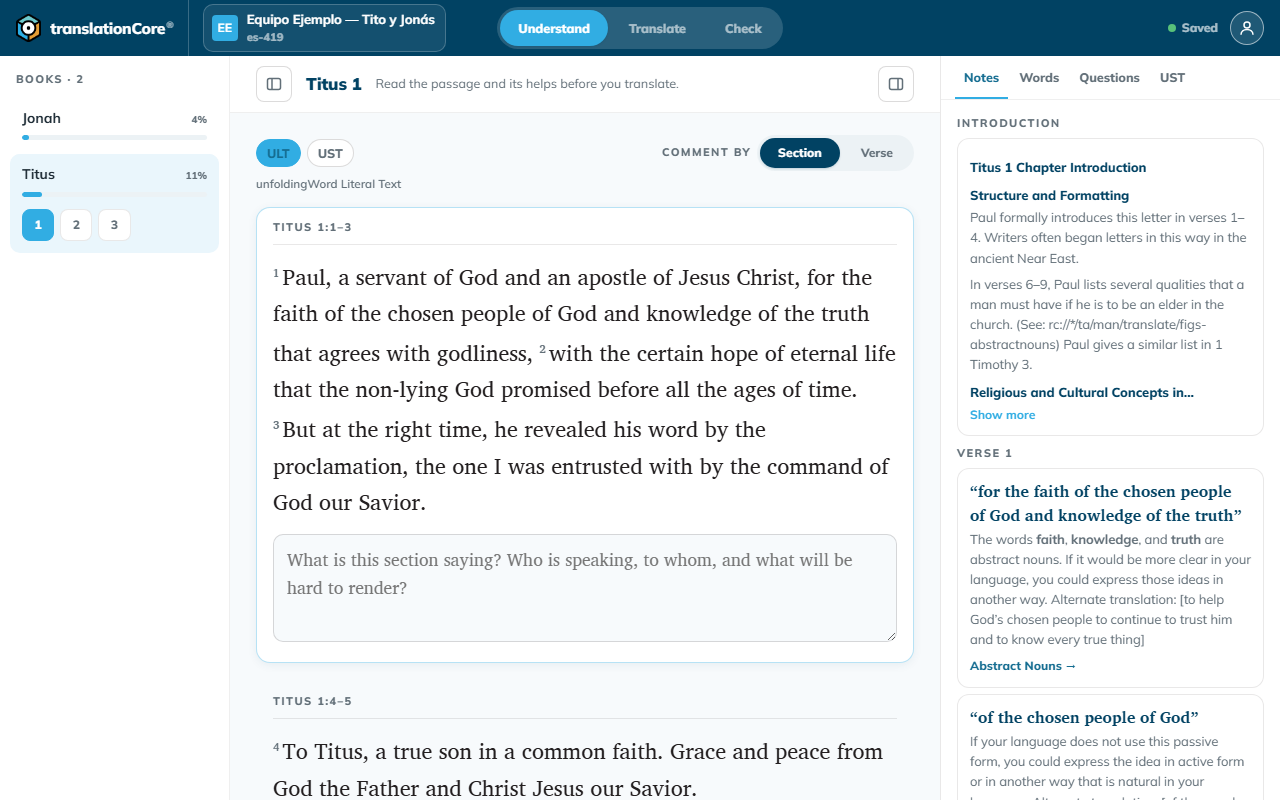 translationCore®
EE
Equipo Ejemplo — Tito y Jonás
es-419
Understand
Translate
Check
Saved
BOOKS · 2
Jonah
4%
Titus
11%
1
2
3
Titus 1
Read the passage and its helps before you translate.
ULT
UST
COMMENT BY
Section
Verse
unfoldingWord Literal Text
TITUS 1:1–3
1 Paul, a servant of God and an apostle of Jesus Christ, for the
faith of the chosen people of God and knowledge of the truth
that agrees with godliness, 2 with the certain hope of eternal life
that the non-lying God promised before all the ages of time.
3 But at the right time, he revealed his word by the
proclamation, the one I was entrusted with by the command of
God our Savior.
What is this section saying? Who is speaking, to whom, and what will be
hard to render?
TITUS 1:4–5
4 To Titus, a true son in a common faith. Grace and peace from
God the Father and Christ Jesus our Savior.
Notes
Words
Questions
UST
INTRODUCTION
Titus 1 Chapter Introduction
Structure and Formatting
Paul formally introduces this letter in verses 1–
4. Writers often began letters in this way in the
ancient Near East.
In verses 6–9, Paul lists several qualities that a
man must have if he is to be an elder in the
church. (See: rc://*/ta/man/translate/figs-
abstractnouns) Paul gives a similar list in 1
Timothy 3.
Religious and Cultural Concepts in...
Show more
VERSE 1
“for the faith of the chosen people
of God and knowledge of the truth”
The words faith, knowledge, and truth are
abstract nouns. If it would be more clear in your
language, you could express those ideas in
another way. Alternate translation: [to help
God’s chosen people to continue to trust him
and to know every true thing]
Abstract Nouns →
“of the chosen people of God”
If your language does not use this passive
form, you could express the idea in active form
or in another way that is natural in your